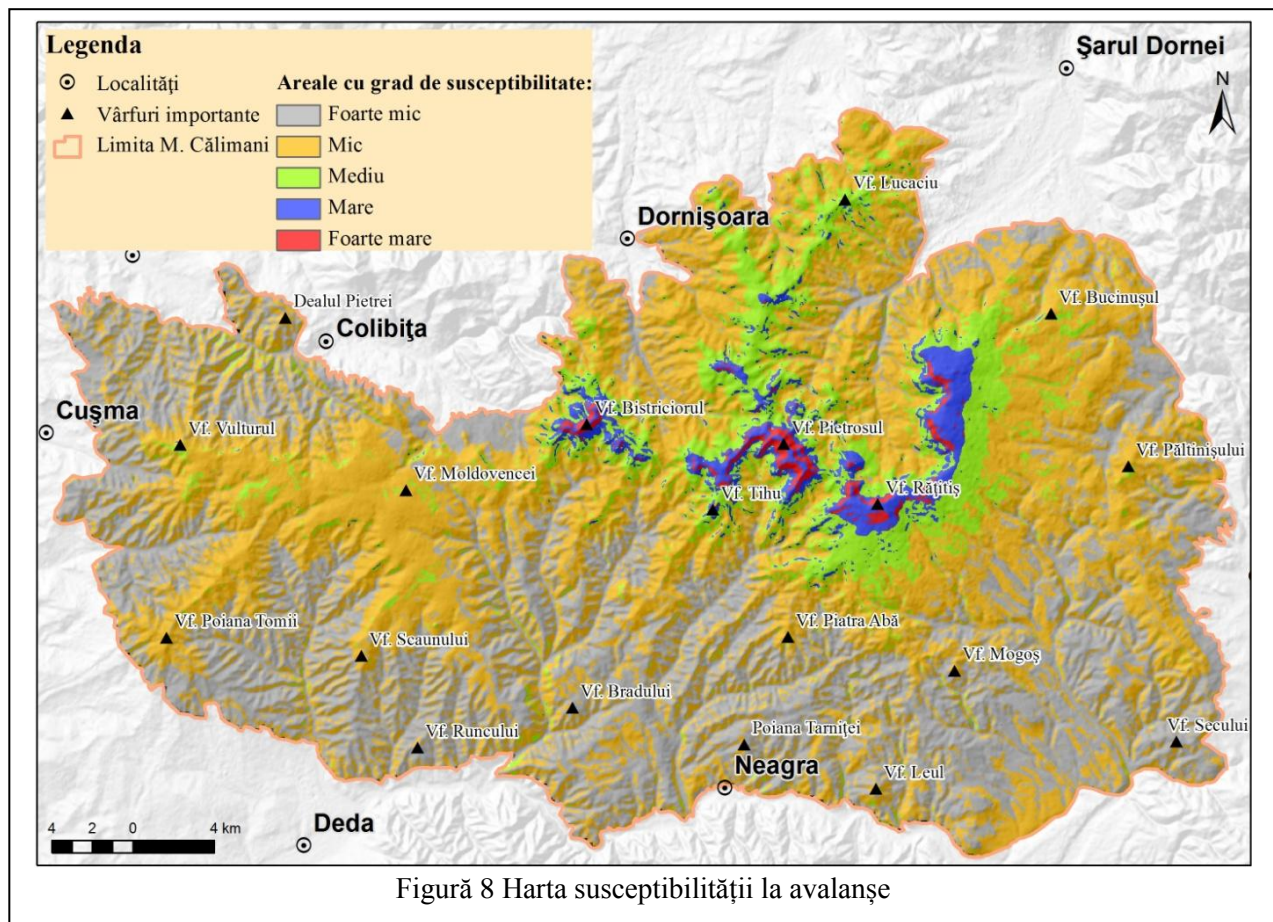 Legenda
Localităţi
Vârfuri importante
Limita M. Călimani
Areale cu grad de susceptibilitate:
Foarte mic
Mic
Mediu
Mare
Foarte mare
Şarul Dornei
N
Vf. Lucaciu
Dornişoara
Dealul Pietrei
Colibiţa
Vf. Bucinuşul
Cuşma
Vf. Vulturul
Vf. Bistriciorul
Vf. Pietrosul
Vf. Păltinişului
Vf. Moldovencei
Vf. Tihu
Vf. Răţitiş
Vf. Poiana Tomii
Vf. Scaunului
Vf. Piatra Abă
Vf. Mogoş
Vf. Bradului
Vf. Runcului
Poiana Tarniţei
Vf. Secului
Neagra
Vf. Leul
Deda
4 2 0 4 km
Figură 8 Harta susceptibilității la avalanșe